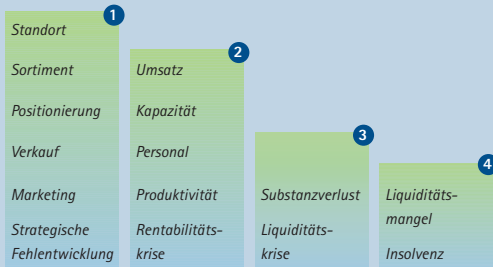 1
Standort
Sortiment
Positionierung
Verkauf
Marketing
Strategische
Fehlentwicklung
2
Umsatz
Kapazität
Personal
Produktivität
Rentabilitäts-
krise
3
Substanzverlust
Liquiditäts-
krise
4
Liquiditäts-
mangel
Insolvenz